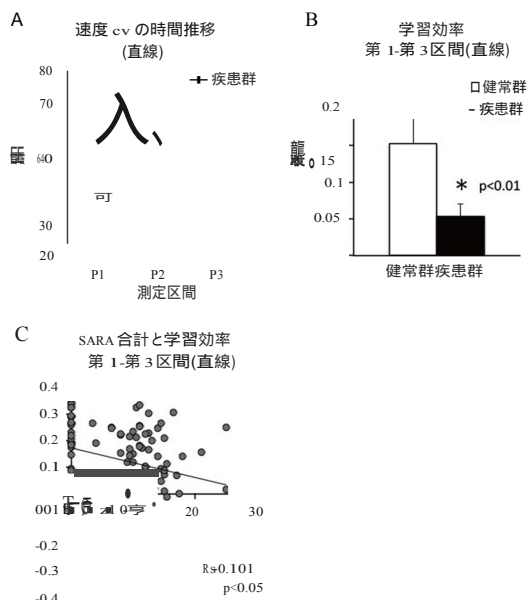 A
速度 cv の時間推移
(直線)
疾患群
80
70
30
20
P1 P2 P3
測定区間
B
学習効率
第 1-第 3 区間(直線)
健常群
疾患群
0.2
0.1
0.05
* p<0.01
健常群疾患群
C
SARA 合計と学習効率
第 1-第 3 区間(直線)
0.4
0.3
0.2
0.1
20 30
-0.2
-0.3
-0.4
p<0.05